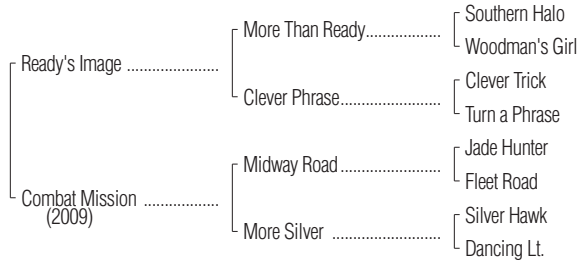 Southern Halo
More Than Ready..................
Woodman's Girl
Ready's Image ......................
Clever Trick
Clever Phrase.......................
Turn a Phrase
Jade Hunter
Midway Road.......................
Fleet Road
Combat Mission ..................
(2009)
Silver Hawk
More Silver ..........................
Dancing Lt.